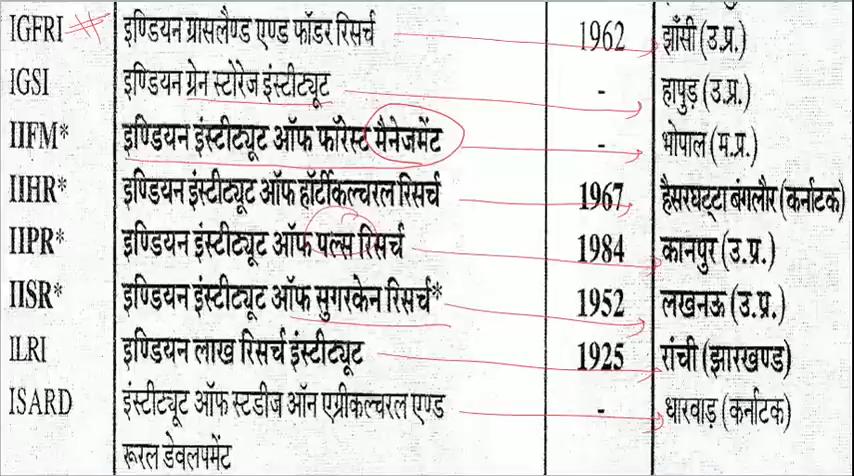 IGFRI इण्डियन ग्रासलैण्ड एण्ड फॉडर रिसर्च 1962 झाँसी (उ.प्र.)
IGSI इण्डियन ग्रेन स्टोरेज इंस्टीट्यूट - हापुड़ (उ.प्र.)
IIFM* इण्डियन इंस्टीट्यूट ऑफ फॉरेस्ट मैनेजमेंट - भोपाल (म.प्र.)
IIHR* इण्डियन इंस्टीट्यूट ऑफ हॉर्टीकल्चरल रिसर्च 1967 हैसरघट्टा बंगलौर (कर्नाटक)
IIPR* इण्डियन इंस्टीट्यूट ऑफ पल्स रिसर्च 1984 कानपुर (उ.प्र.)
IISR* इण्डियन इंस्टीट्यूट ऑफ सुगरकेन रिसर्च* 1952 लखनऊ (उ.प्र.)
ILRI इण्डियन लाख रिसर्च इंस्टीट्यूट 1925 रांची (झारखण्ड)
ISARD इंस्टीट्यूट ऑफ स्टडीज ऑन एग्रीकल्चरल एण्ड - धारवाड़ (कर्नाटक)
रूरल डेवलपमेंट